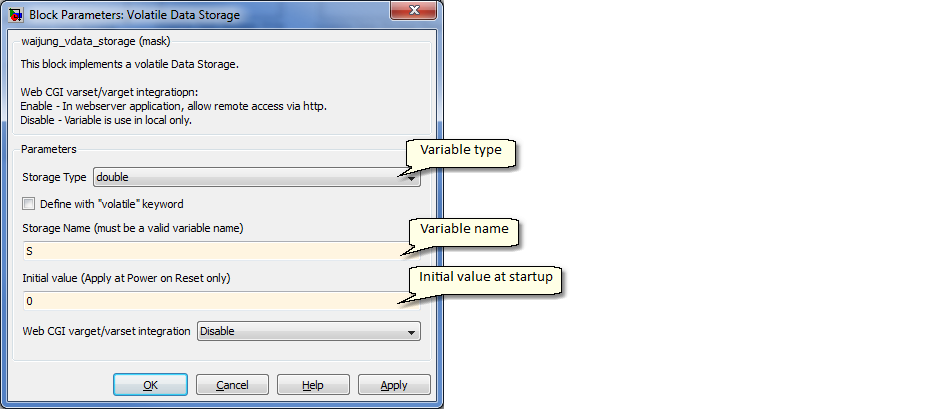 Block Parameters: Volatile Data Storage
waijung_vdata_storage (mask)
This block implements a volatile Data Storage.
Web CGI varset/varget integratiopn:
Enable - In webserver application, allow remote access via http.
Disable - Variable is use in local only.
Parameters
Variable type
Storage Type double
Define with "volatile" keyword
Storage Name (must be a valid variable name)
Variable name
S
Initial value (Apply at Power on Reset only)
Initial value at startup
0
Web CGI varget/varset integration Disable
OK Cancel Help Apply